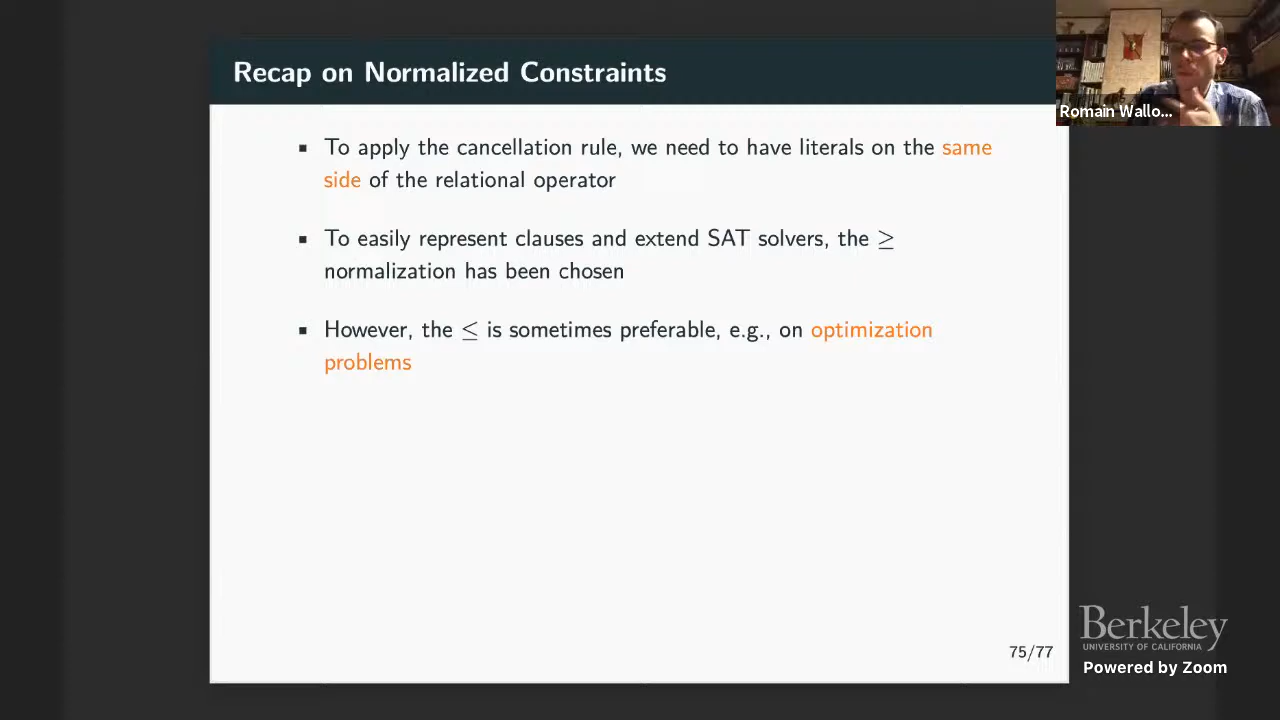 Recap on Normalized Constraints
Romain Wallo...
▪ To apply the cancellation rule, we need to have literals on the same
side of the relational operator
▪ To easily represent clauses and extend SAT solvers, the ≥
normalization has been chosen
▪ However, the ≤ is sometimes preferable, e.g., on optimization
problems
75/77
Berkeley
UNIVERSITY OF CALIFORNIA
Powered by Zoom